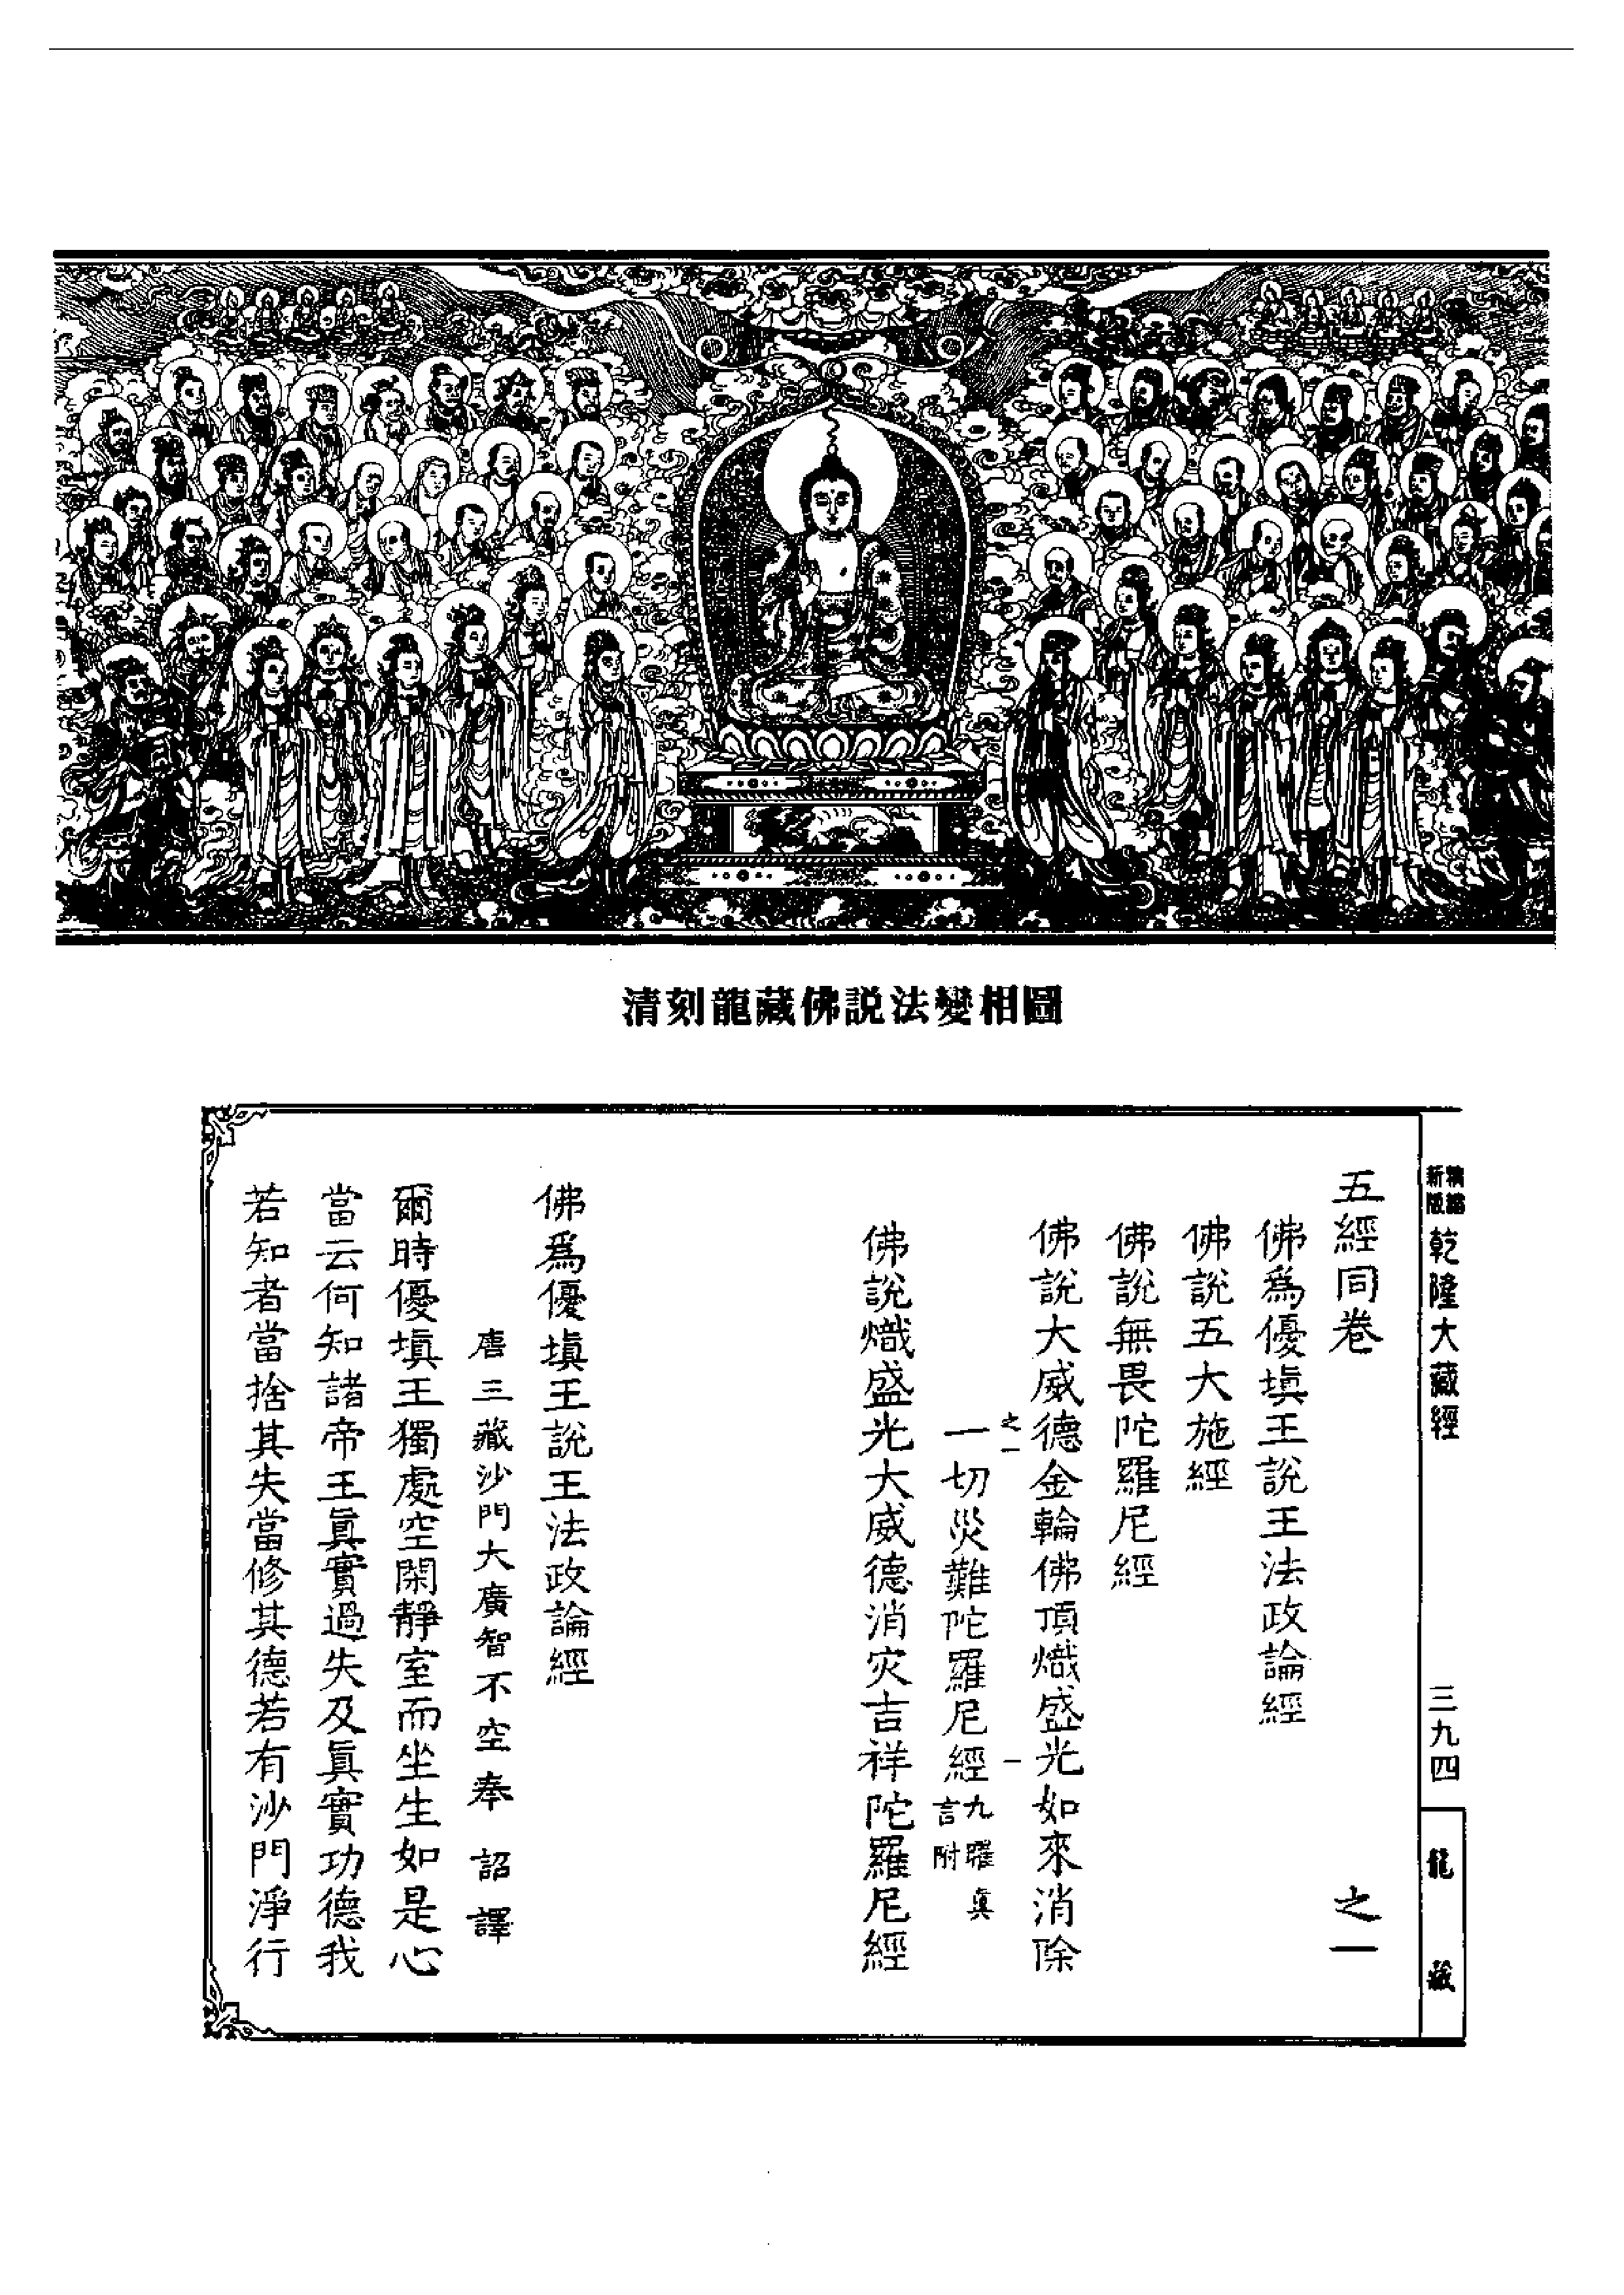 清刻龍藏佛説法變相圖
精縮新版
乾隆大藏經
三九四
龍藏
五經同卷 之一
佛爲優塡王說王法政論經
佛說五大施經
佛說無畏陀羅尼經
佛說大威德金輪佛頂熾盛光如來消除
之一 一
一切災難陀羅尼經九曜眞言附
佛說熾盛光大威德消灾吉祥陀羅尼經
佛爲優塡王說王法政論經
唐三藏沙門大廣智不空奉 詔譯
爾時優塡王獨處空閑靜室而坐生如是心
當云何知諸帝王眞實過失及眞實功德我
若知者當捨其失當修其德若有沙門淨行